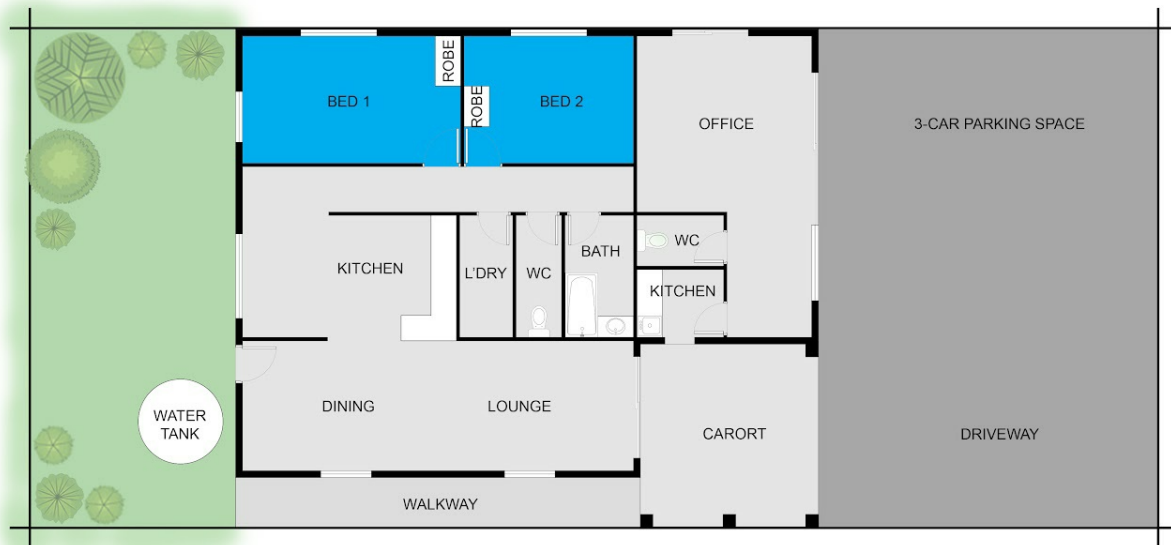 ROBE
BED 1
ROBE
BED 2
OFFICE
3-CAR PARKING SPACE
WC
BATH
KITCHEN
L'DRY
WC
KITCHEN
WATER
TANK
DINING
LOUNGE
CARORT
DRIVEWAY
WALKWAY